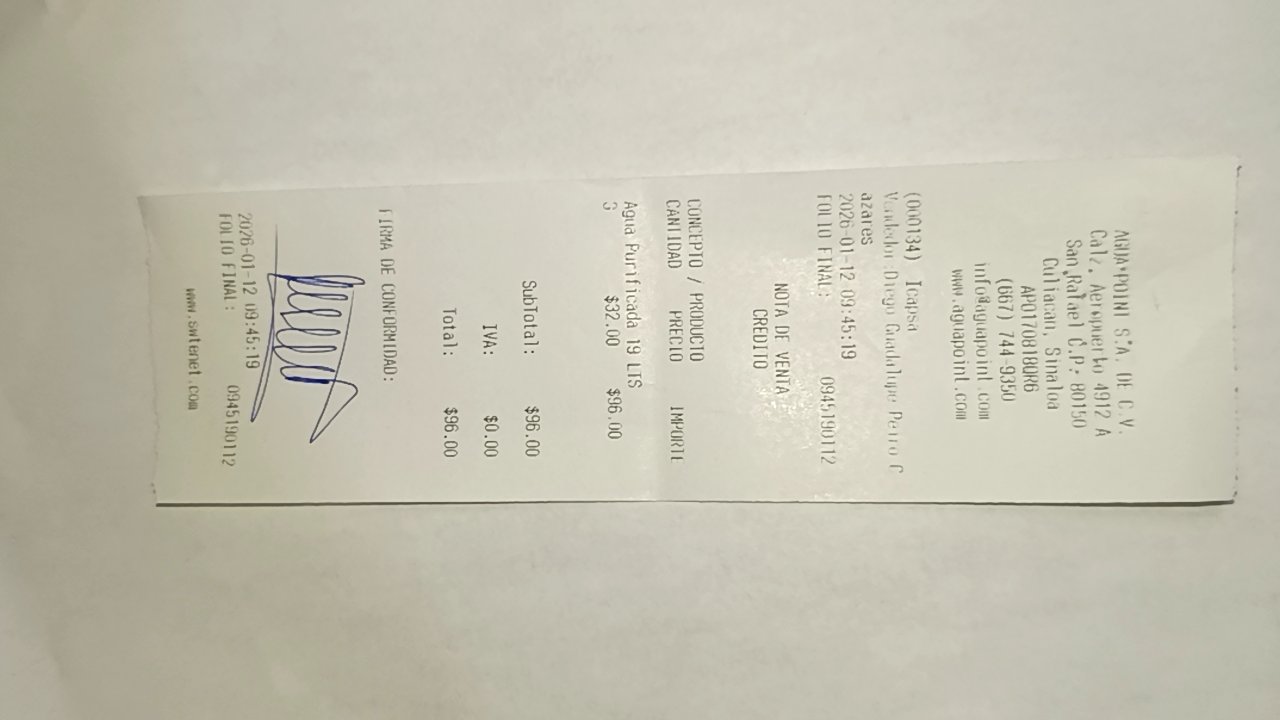 AGUA*POINT S.A. DE C.V.
Calz. Aeropuerto 4912 A
San Rafael C.P. 80150
Culiacan, Sinaloa
APO170818QR6
(667) 744-9350
info@aguapoint.com
www.aguapoint.com
(000134) Icapsa
Vendedor:Diego Guadalupe Peiro C
azares
2026-01-12 09:45:19
FOLIO FINAL: 0945190112
NOTA DE VENTA
CREDITO
CONCEPTO / PRODUCTO
CANTIDAD PRECIO IMPORTE
Agua Purificada 19 LTS
3 $32.00 $96.00
SubTotal: $96.00
IVA: $0.00
Total: $96.00
FIRMA DE CONFORMIDAD:
2026-01-12 09:45:19
FOLIO FINAL: 0945190112
www.swtenet.com